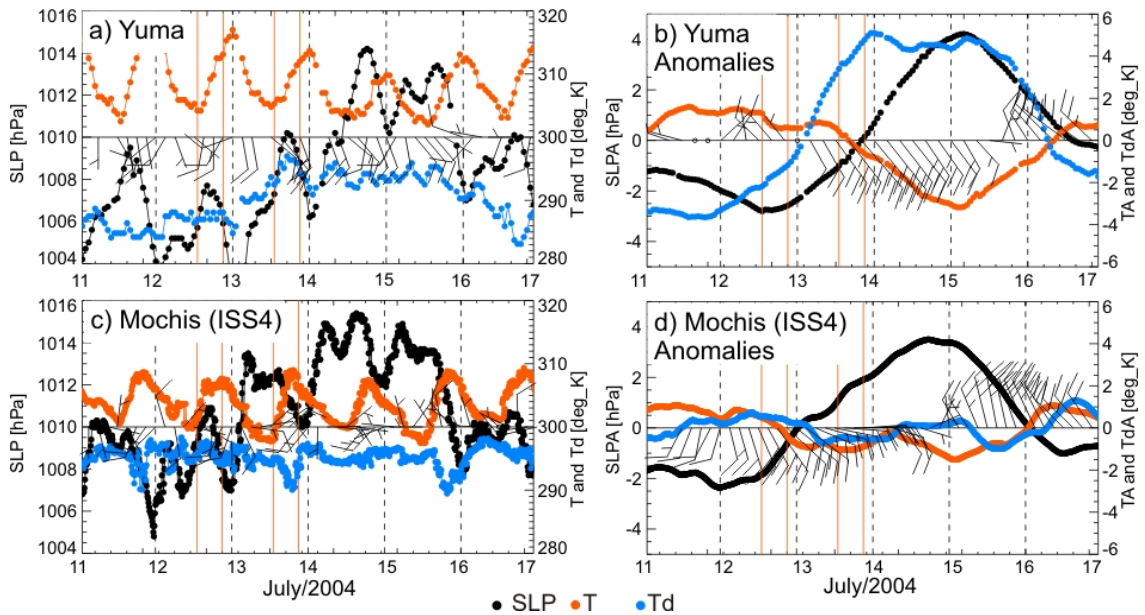 a) Yuma
SLP [hPa]
1016
1014
1012
1010
1008
1006
1004
320
310
300
290
280
T and Td [deg_K]
11 12 13 14 15 16 17
b) Yuma
Anomalies
SLPA [hPa]
4
2
0
-2
-4
6
4
2
0
-2
-4
-6
TA and TdA [deg_K]
11 12 13 14 15 16 17
c) Mochis (ISS4)
SLP [hPa]
1016
1014
1012
1010
1008
1006
1004
320
310
300
290
280
T and Td [deg_K]
11 12 13 14 15 16 17
July/2004
d) Mochis (ISS4)
Anomalies
SLPA [hPa]
4
2
0
-2
-4
6
4
2
0
-2
-4
-6
TA and TdA [deg_K]
11 12 13 14 15 16 17
July/2004
SLP T Td